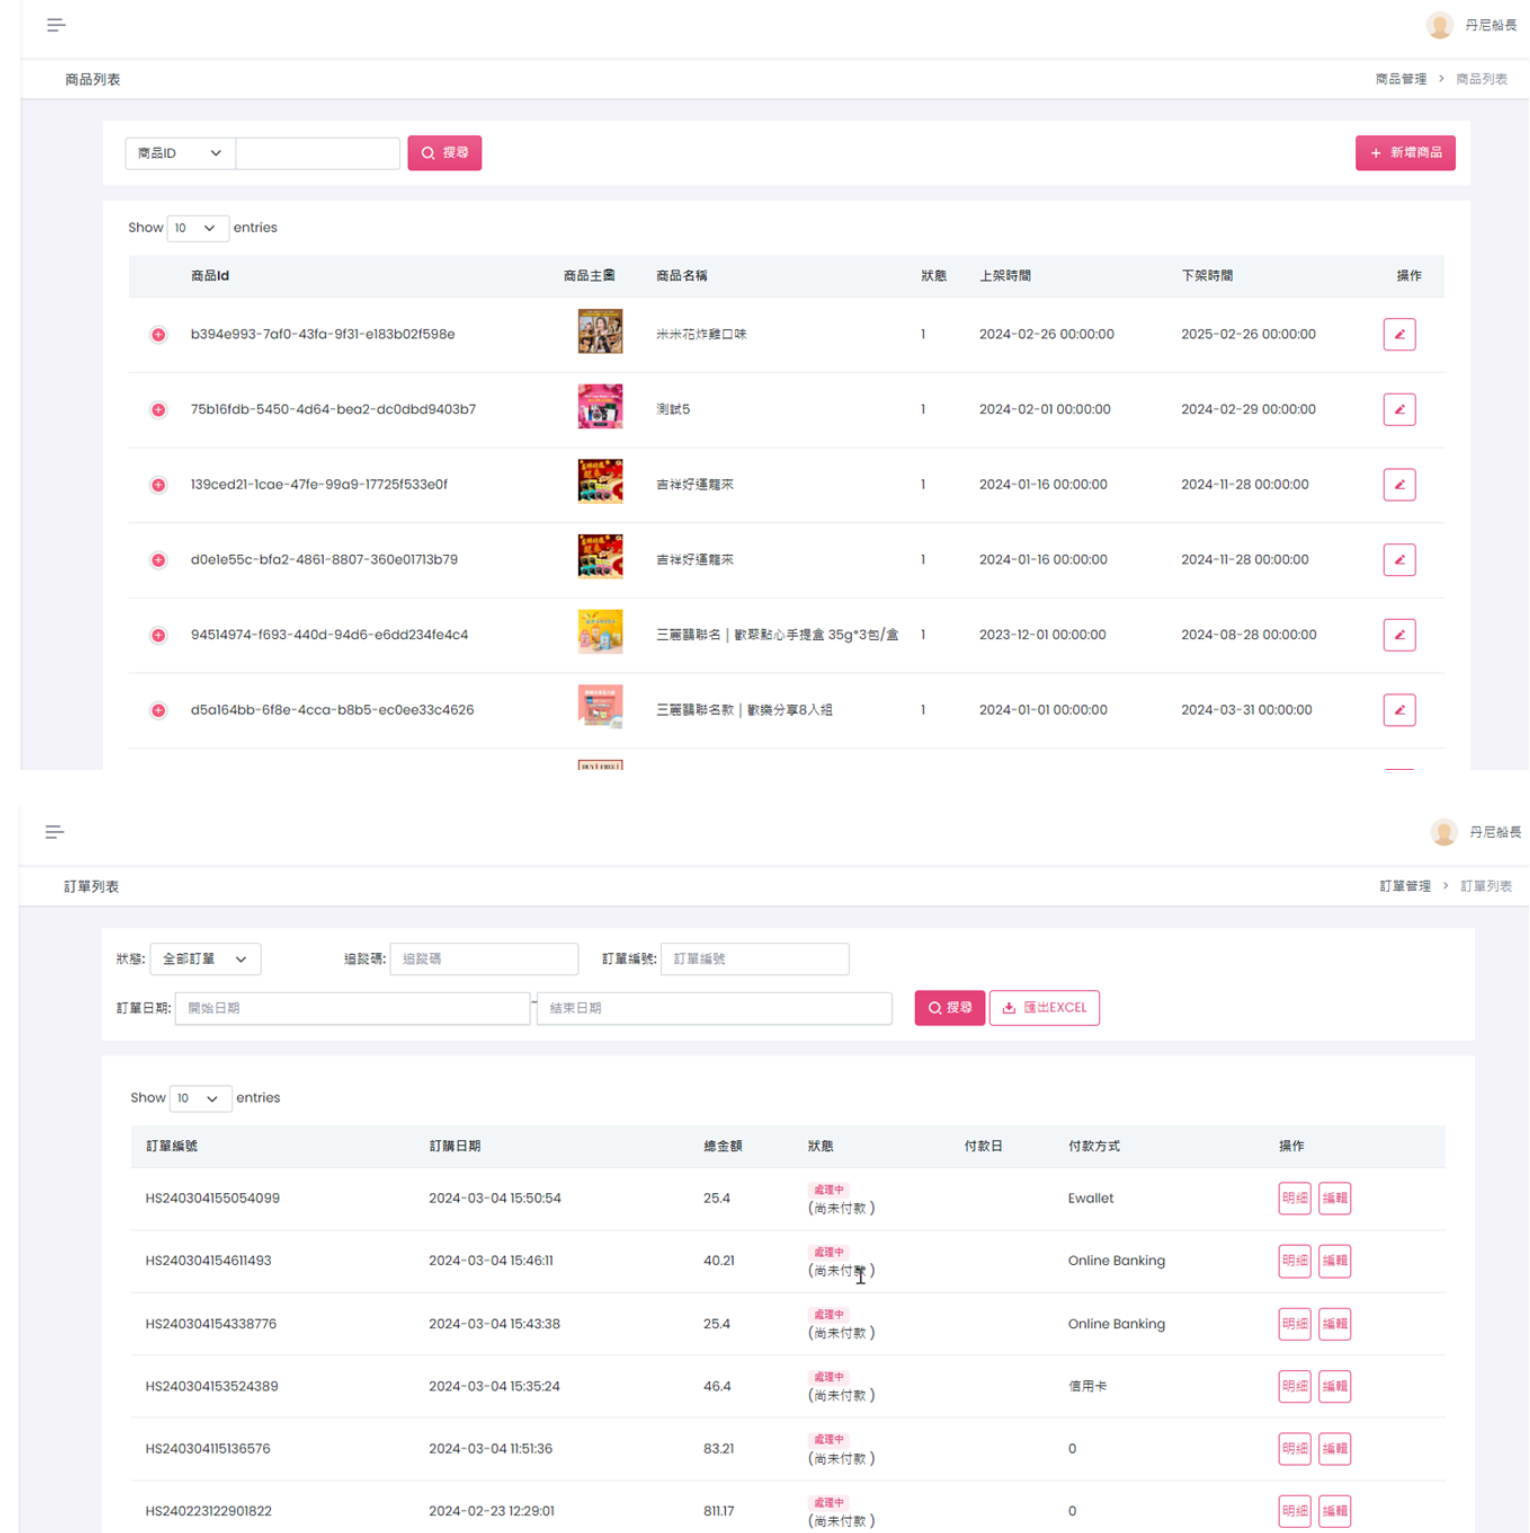 丹尼船長
商品列表
商品管理 > 商品列表
商品ID
搜尋
+ 新增商品
Show 10 entries
商品Id 商品主圖 商品名稱 狀態 上架時間 下架時間 操作
b394e993-7af0-43fa-9f31-e183b02f598e 米米花炸雞口味 1 2024-02-26 00:00:00 2025-02-26 00:00:00
75b16fdb-5450-4d64-bea2-dc0dbd9403b7 測試5 1 2024-02-01 00:00:00 2024-02-29 00:00:00
139ced21-1cae-47fe-99a9-17725f533e0f 吉祥好運龍來 1 2024-01-16 00:00:00 2024-11-28 00:00:00
d0e1e55c-bfa2-4861-8807-360e01713b79 吉祥好運龍來 1 2024-01-16 00:00:00 2024-11-28 00:00:00
94514974-f693-440d-94d6-e6dd234fe4c4 三麗鷗聯名 | 歡聚點心手提盒 35g*3包/盒 1 2023-12-01 00:00:00 2024-08-28 00:00:00
d5a164bb-6f8e-4cca-b8b5-ec0ee33c4626 三麗鷗聯名款 | 歡樂分享8入組 1 2024-01-01 00:00:00 2024-03-31 00:00:00
丹尼船長
訂單列表
訂單管理 > 訂單列表
狀態: 全部訂單 追蹤碼: 追蹤碼 訂單編號: 訂單編號
訂單日期: 開始日期 ~ 結束日期 搜尋 匯出EXCEL
Show 10 entries
訂單編號 訂購日期 總金額 狀態 付款日 付款方式 操作
HS240304155054099 2024-03-04 15:50:54 25.4 處理中 (尚未付款 ) Ewallet 明細 編輯
HS240304154611493 2024-03-04 15:46:11 40.21 處理中 (尚未付款 ) Online Banking 明細 編輯
HS240304154338776 2024-03-04 15:43:38 25.4 處理中 (尚未付款 ) Online Banking 明細 編輯
HS240304153524389 2024-03-04 15:35:24 46.4 處理中 (尚未付款 ) 信用卡 明細 編輯
HS240304115136576 2024-03-04 11:51:36 83.21 處理中 (尚未付款 ) 0 明細 編輯
HS240223122901822 2024-02-23 12:29:01 811.17 處理中 (尚未付款 ) 0 明細 編輯